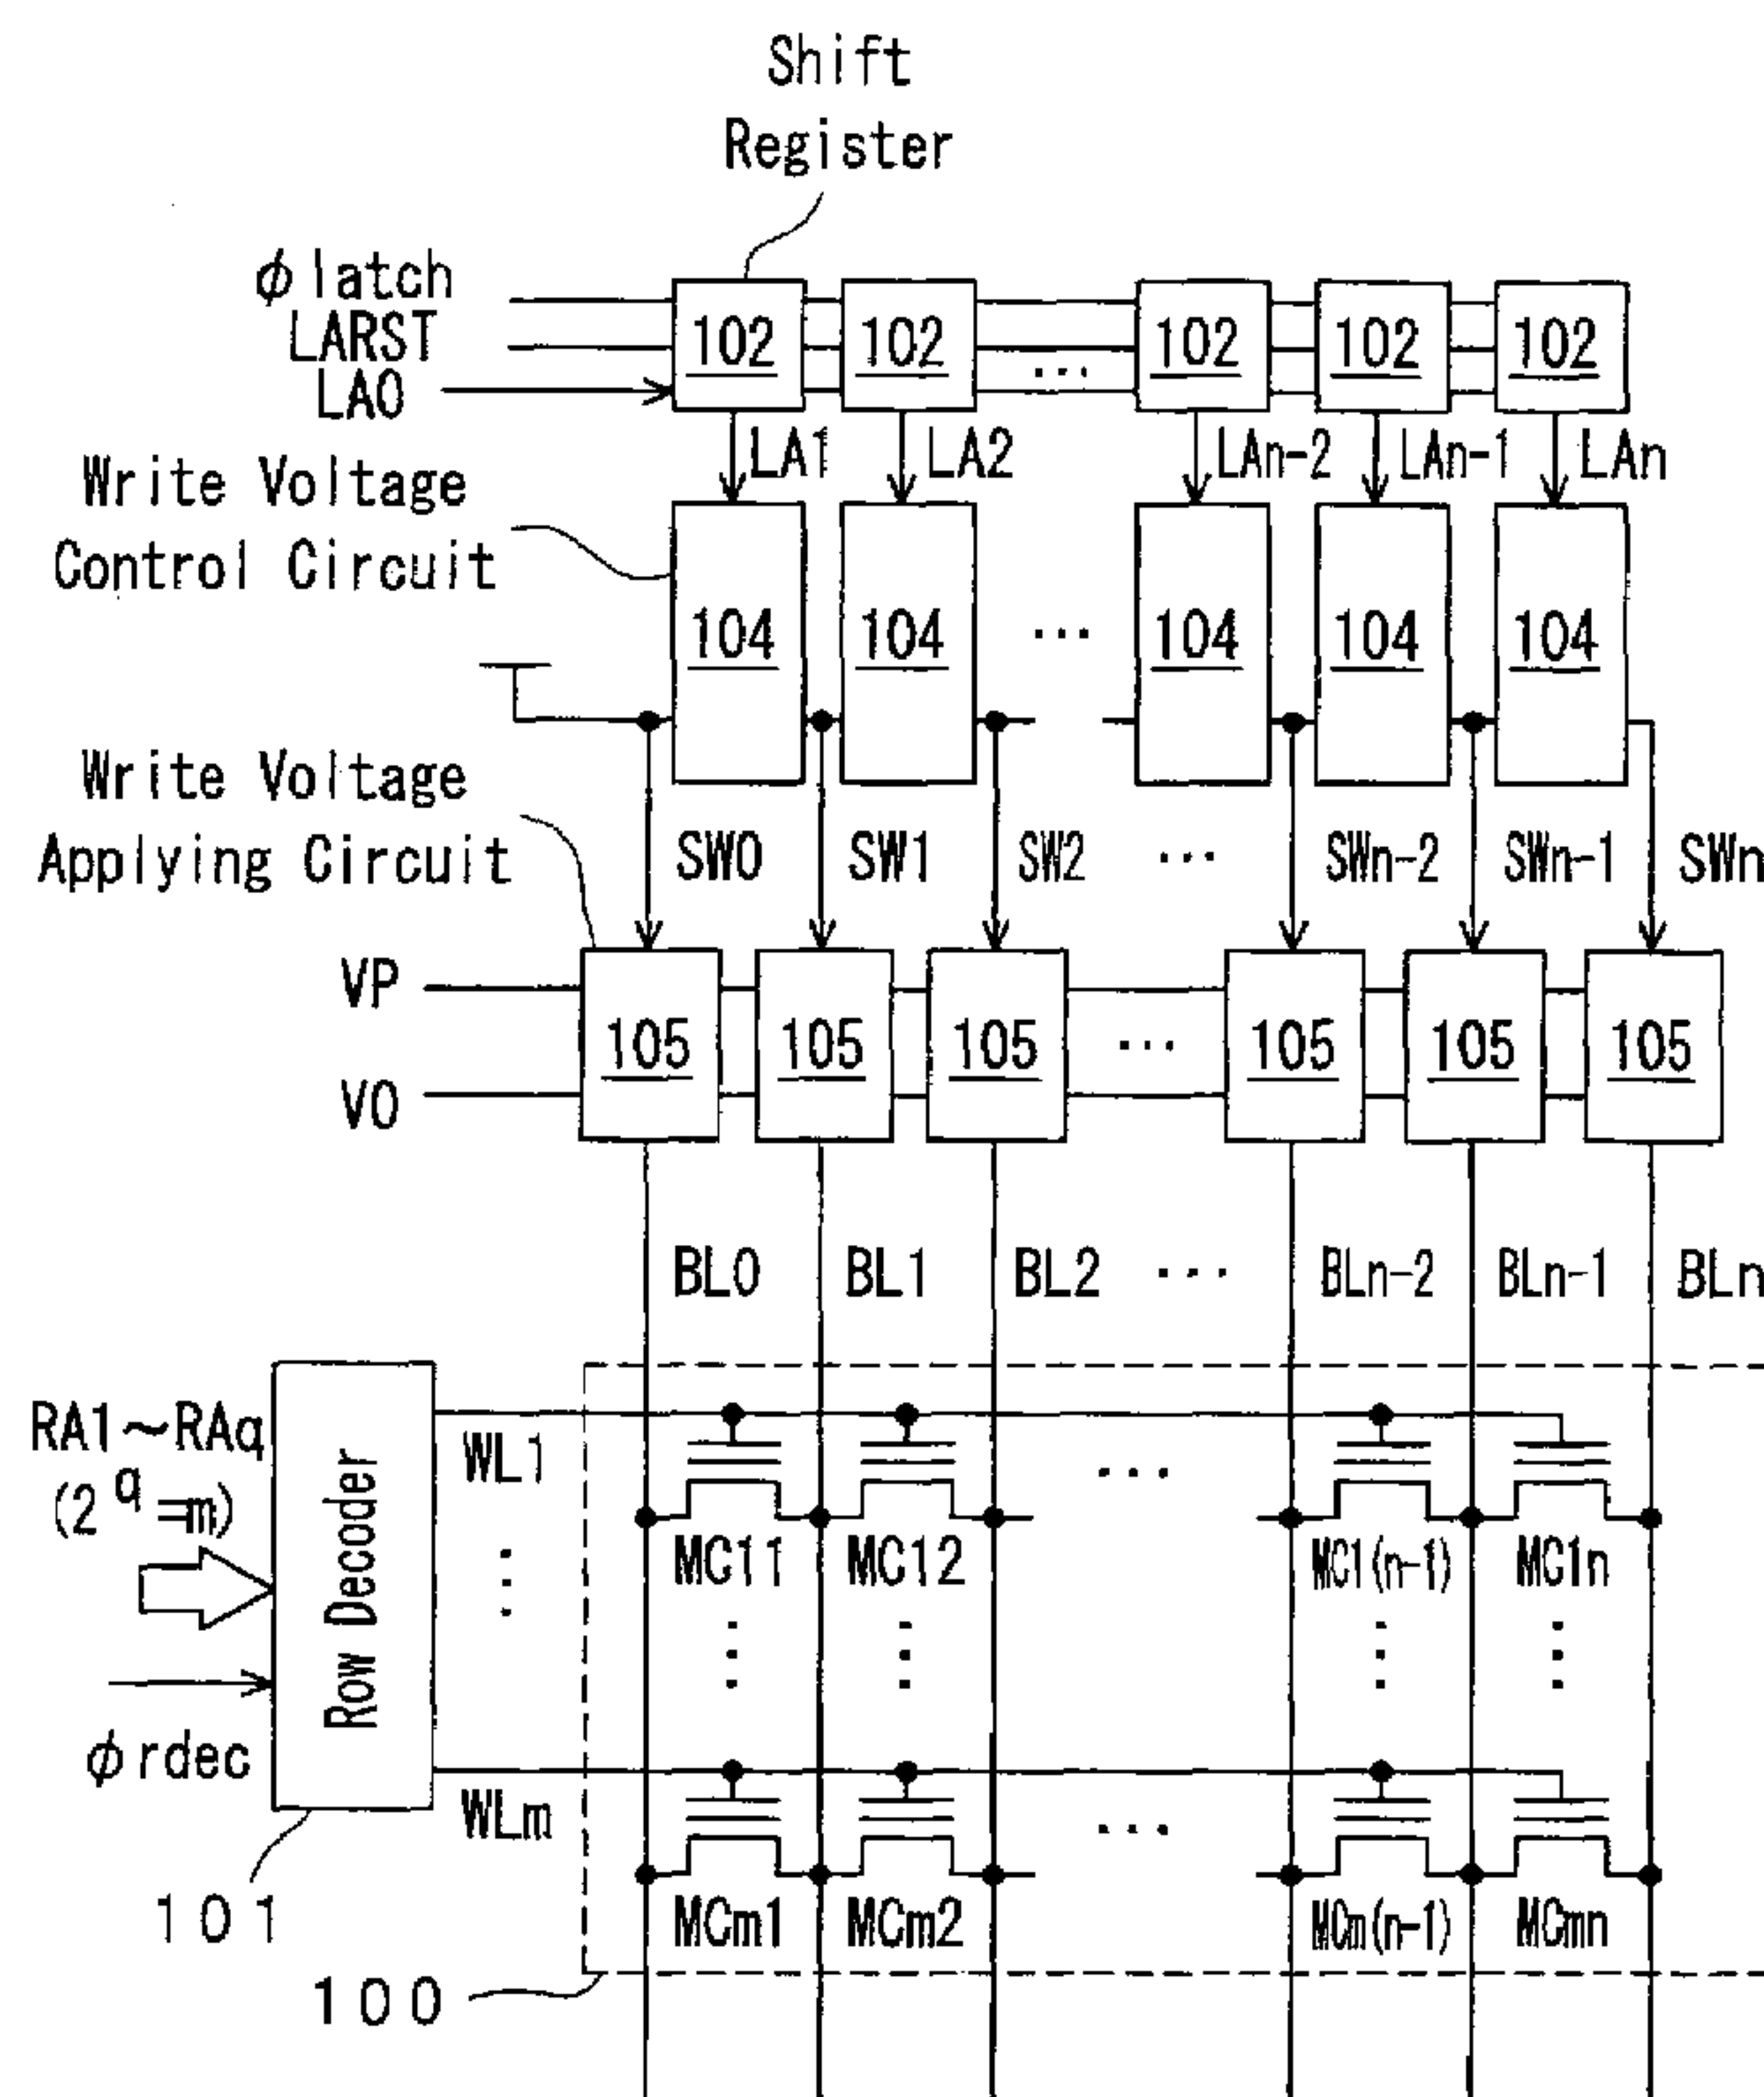 Shift
Register
ϕlatch
LARST
LA0
102 102 ... 102 102 102
LA1 LA2 LAn-2 LAn-1 LAn
Write Voltage
Control Circuit
104 104 ... 104 104 104
Write Voltage
Applying Circuit
SW0 SW1 SW2 ... SWn-2 SWn-1 SWn
VP
V0
105 105 105 ... 105 105 105
BL0 BL1 BL2 ... BLn-2 BLn-1 BLn
RA1~RAq
(2^q=m)
Row Decoder
ϕrdec
101
WL1
...
MC11 MC12 MC1(n-1) MC1n
WLm
...
MCm1 MCm2 MCm(n-1) MCmn
100